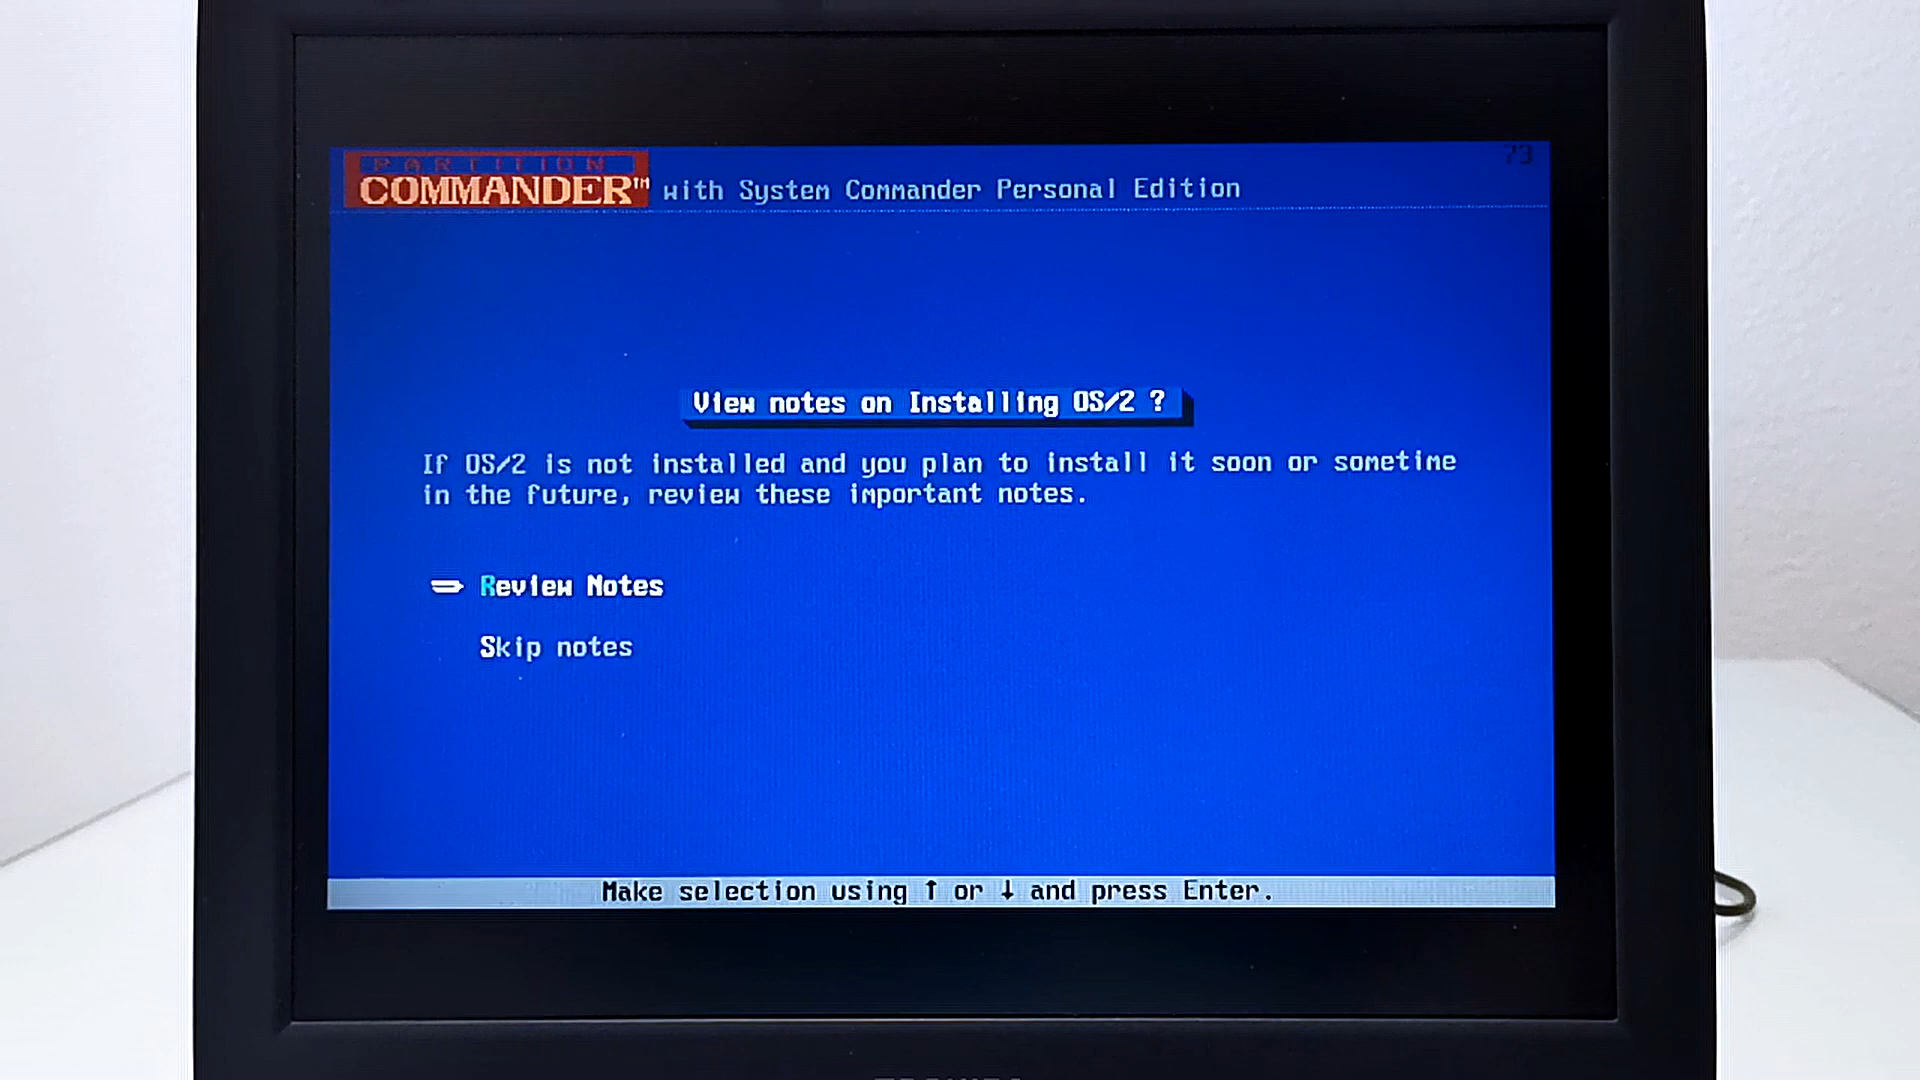 73
PARTITION
COMMANDER™ with System Commander Personal Edition
View notes on Installing OS/2 ?
If OS/2 is not installed and you plan to install it soon or sometime
in the future, review these important notes.
Review Notes
Skip notes
Make selection using ↑ or ↓ and press Enter.